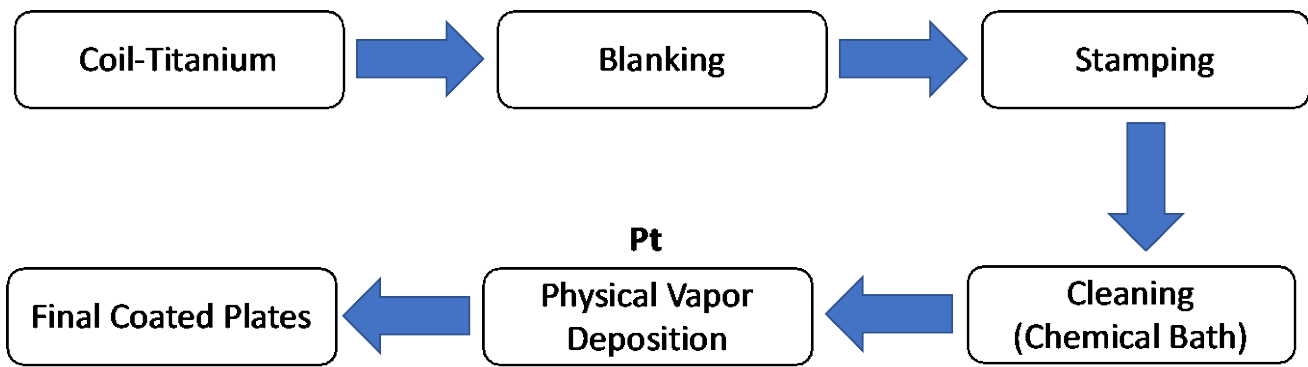 Coil-Titanium
Blanking
Stamping
Cleaning
(Chemical Bath)
Pt
Physical Vapor
Deposition
Final Coated Plates